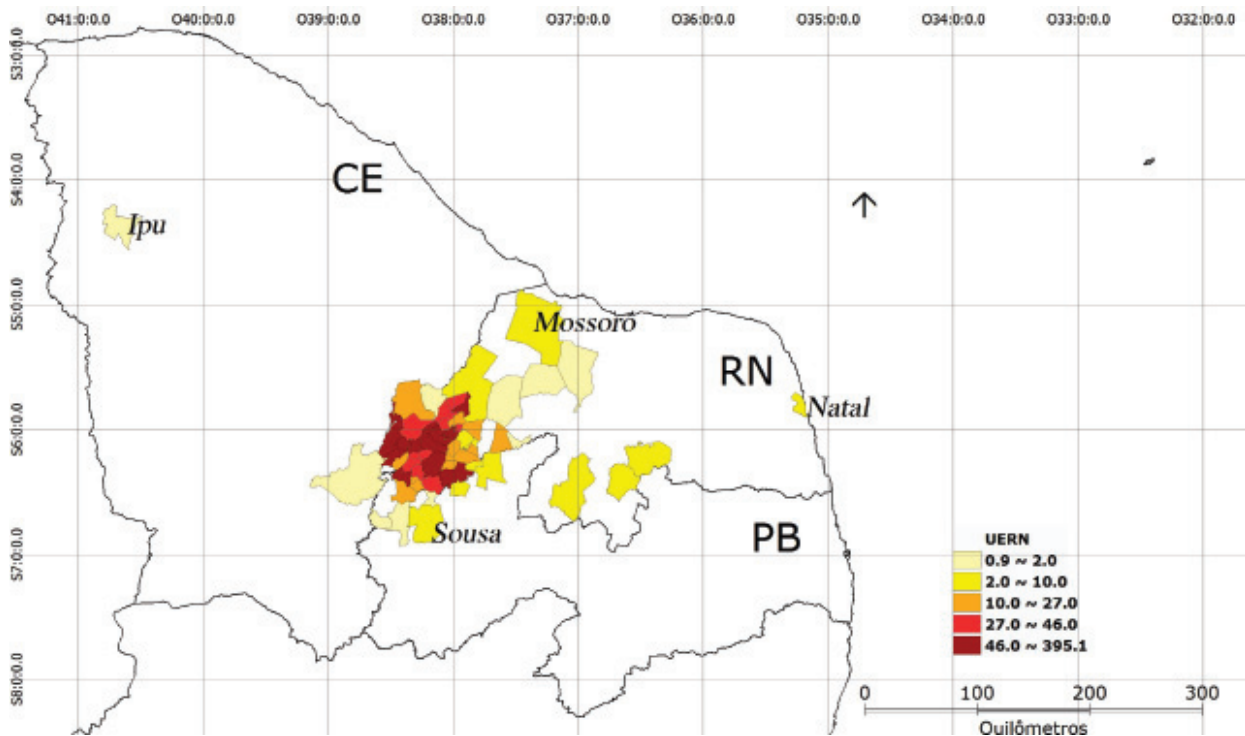 O41:0:0.0 O40:0:0.0 O39:0:0.0 O38:0:0.0 O37:0:0.0 O36:0:0.0 O35:0:0.0 O34:0:0.0 O33:0:0.0 O32:0:0.0
S3:0:0.0
CE
S4:0:0.0
Ipu
S5:0:0.0
Mossoró
RN
Natal
S6:0:0.0
Sousa
PB
S7:0:0.0
UERN
0.9 ~ 2.0
2.0 ~ 10.0
10.0 ~ 27.0
27.0 ~ 46.0
46.0 ~ 395.1
S8:0:0.0
0 100 200 300
Quilômetros